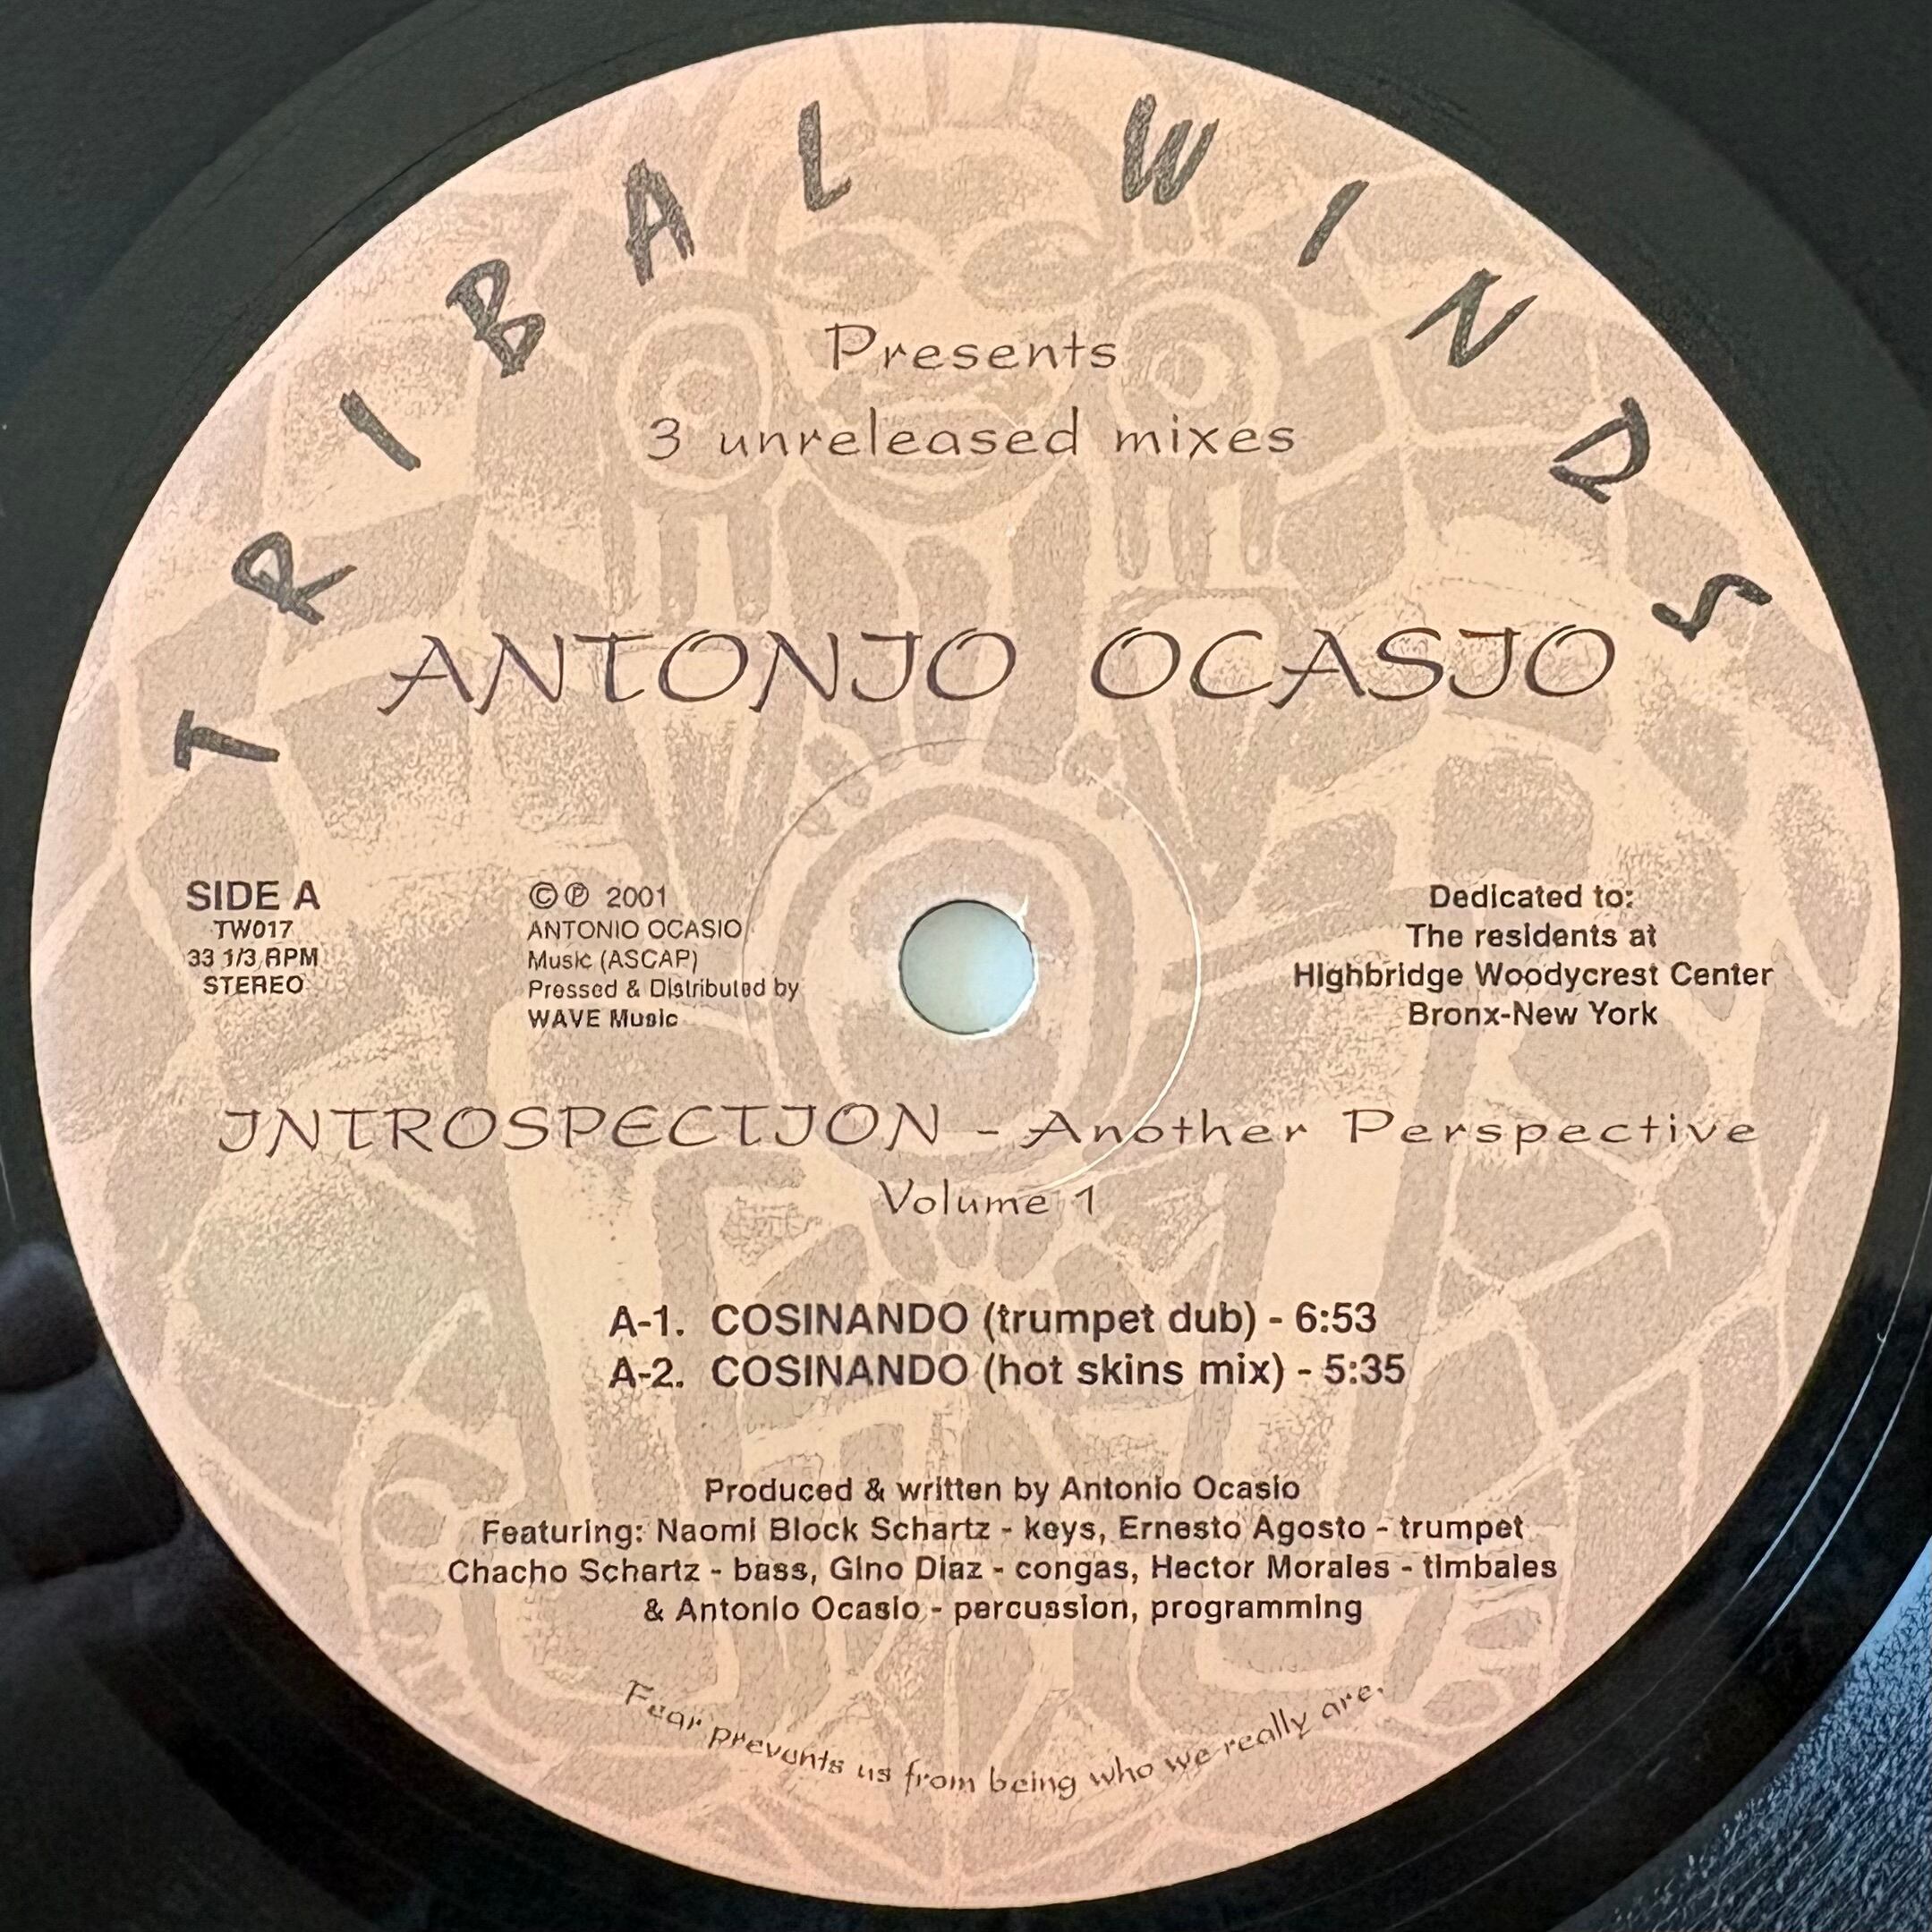 TRIBAL WINDS
Presents
3 unreleased mixes
ANTONIO OCASIO
SIDE A
TW017
33 1/3 RPM
STEREO
©℗ 2001
ANTONIO OCASIO
Music (ASCAP)
Pressed & Distributed by
WAVE Music
Dedicated to:
The residents at
Highbridge Woodycrest Center
Bronx-New York
INTROSPECTION - Another Perspective
Volume 1
A-1. COSINANDO (trumpet dub) - 6:53
A-2. COSINANDO (hot skins mix) - 5:35
Produced & written by Antonio Ocasio
Featuring: Naomi Block Schartz - keys, Ernesto Agosto - trumpet
Chacho Schartz - bass, Gino Diaz - congas, Hector Morales - timbales
& Antonio Ocasio - percussion, programming
Fear prevents us from being who we really are.